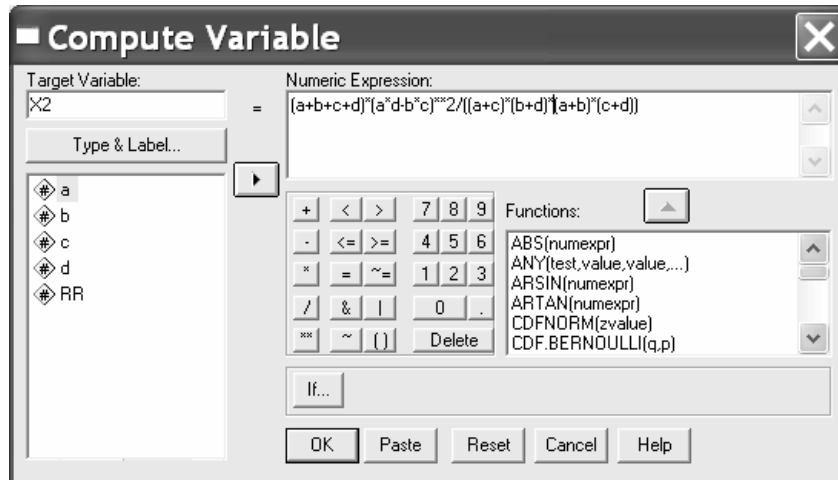 Compute Variable
Target Variable:
X2
=
Numeric Expression:
(a+b+c+d)*(a*d-b*c)**2/((a+c)*(b+d)*(a+b)*(c+d))
Type & Label...
# a
# b
# c
# d
# RR
+ < > 7 8 9
- <= >= 4 5 6
* = ~= 1 2 3
/ & | 0 .
** ~ () Delete
Functions:
ABS(numexpr)
ANY(test,value,value,...)
ARSIN(numexpr)
ARTAN(numexpr)
CDFNORM(zvalue)
CDF.BERNOULLI(q,p)
If...
OK Paste Reset Cancel Help